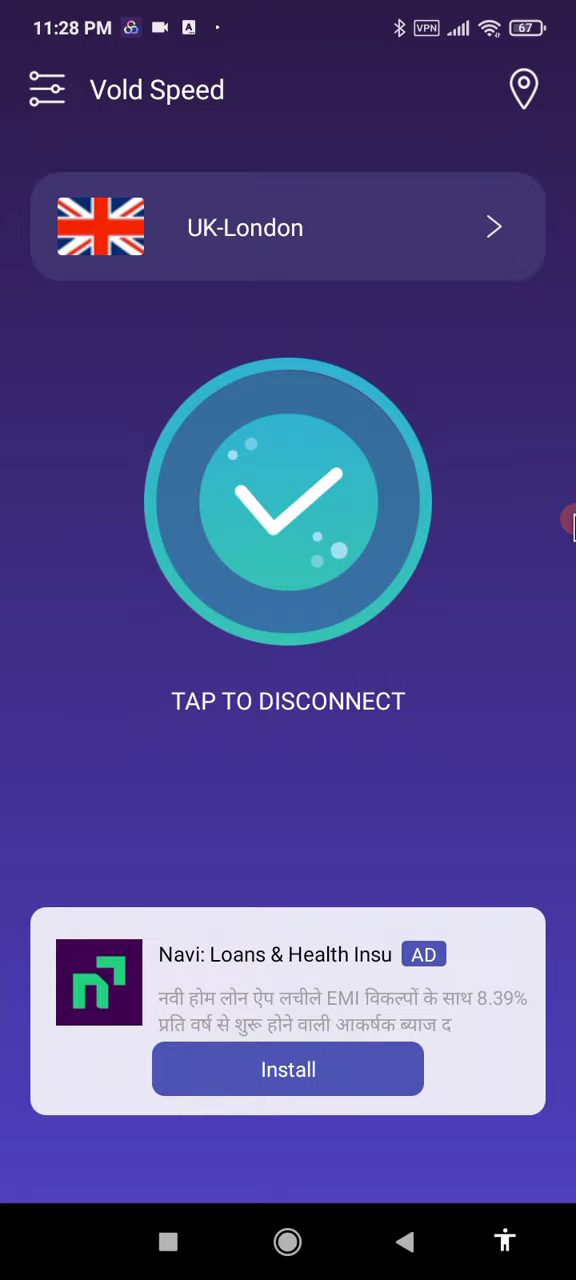 11:28 PM
VPN
67
Vold Speed
UK-London
TAP TO DISCONNECT
Navi: Loans & Health Insu AD
नवी होम लोन ऐप लचीले EMI विकल्पों के साथ 8.39%
प्रति वर्ष से शुरू होने वाली आकर्षक ब्याज द
Install